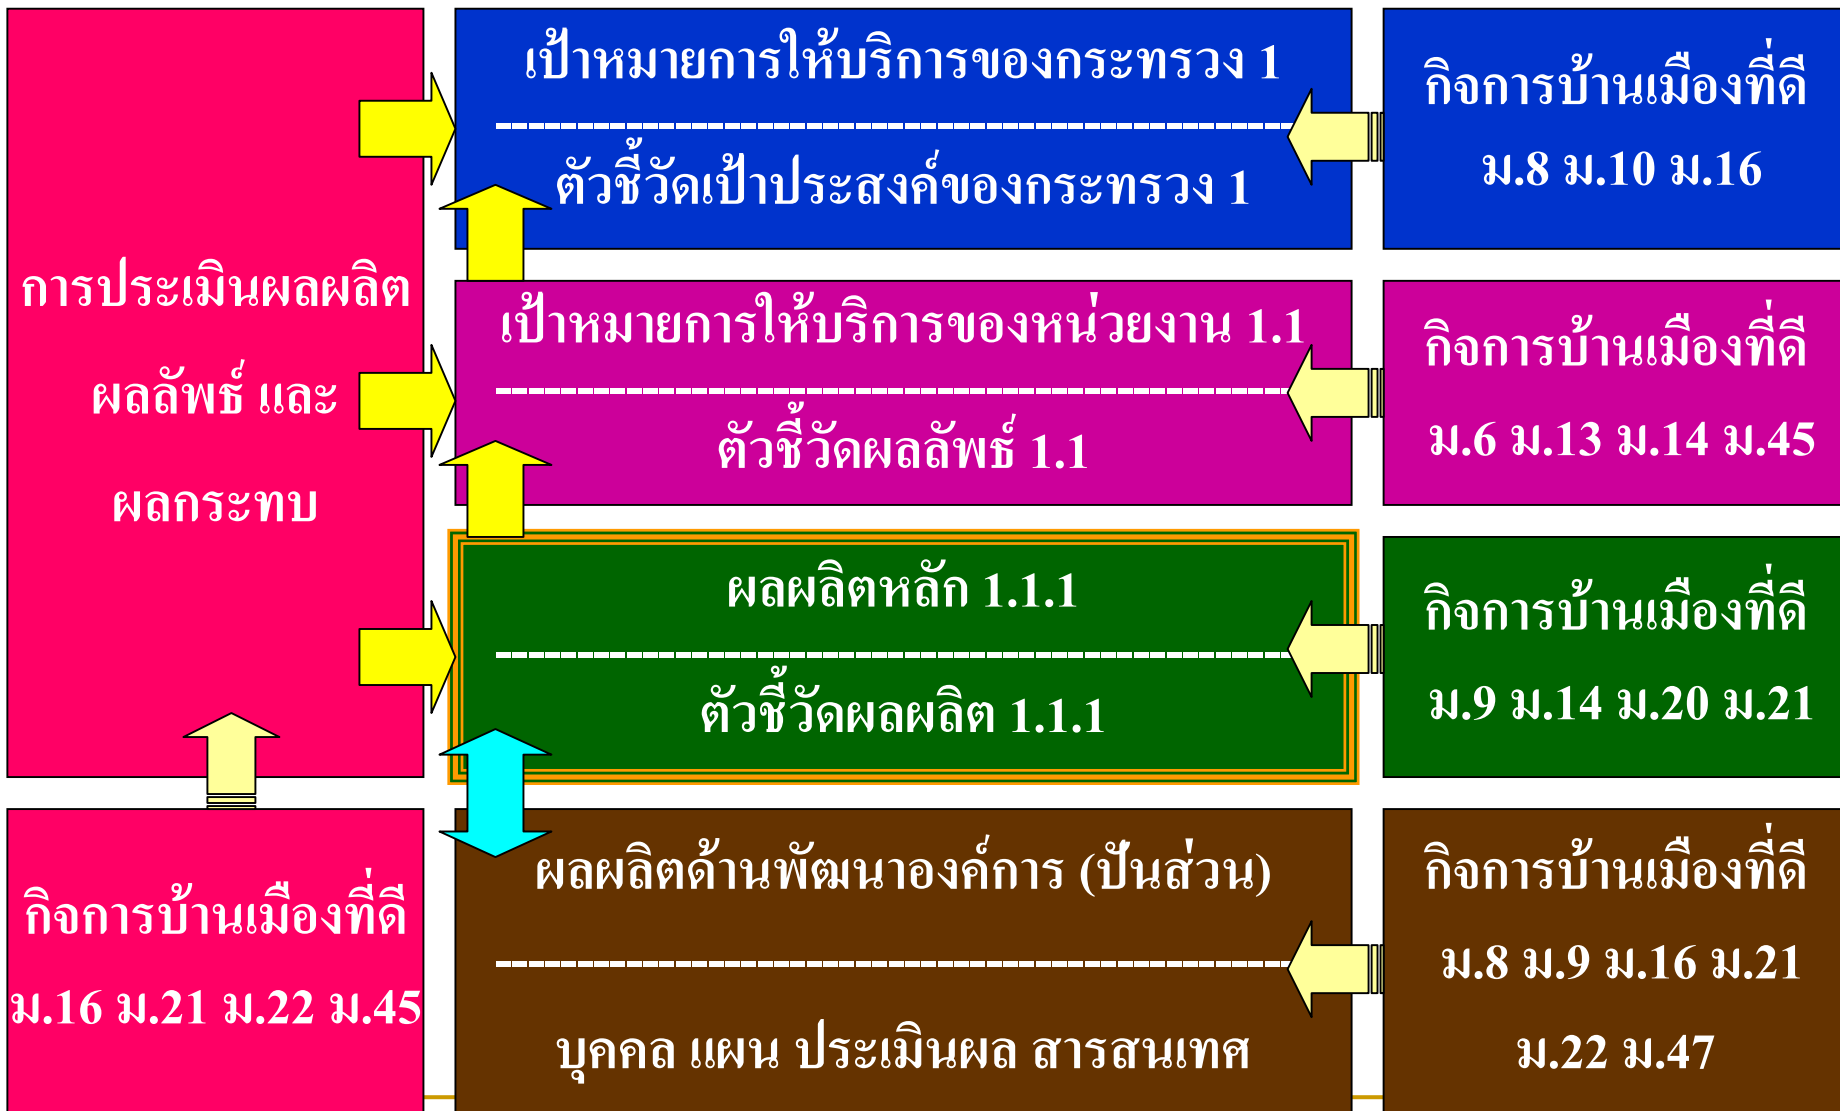 การประเมินผลผลิต
ผลลัพธ์ และ
ผลกระทบ
กิจการบ้านเมืองที่ดี
ม.16 ม.21 ม.22 ม.45
เป้าหมายการให้บริการของกระทรวง 1
ตัวชี้วัดเป้าประสงค์ของกระทรวง 1
กิจการบ้านเมืองที่ดี
ม.8 ม.10 ม.16
เป้าหมายการให้บริการของหน่วยงาน 1.1
ตัวชี้วัดผลลัพธ์ 1.1
กิจการบ้านเมืองที่ดี
ม.6 ม.13 ม.14 ม.45
ผลผลิตหลัก 1.1.1
ตัวชี้วัดผลผลิต 1.1.1
กิจการบ้านเมืองที่ดี
ม.9 ม.14 ม.20 ม.21
ผลผลิตด้านพัฒนาองค์การ (ปันส่วน)
บุคคล แผน ประเมินผล สารสนเทศ
กิจการบ้านเมืองที่ดี
ม.8 ม.9 ม.16 ม.21
ม.22 ม.47